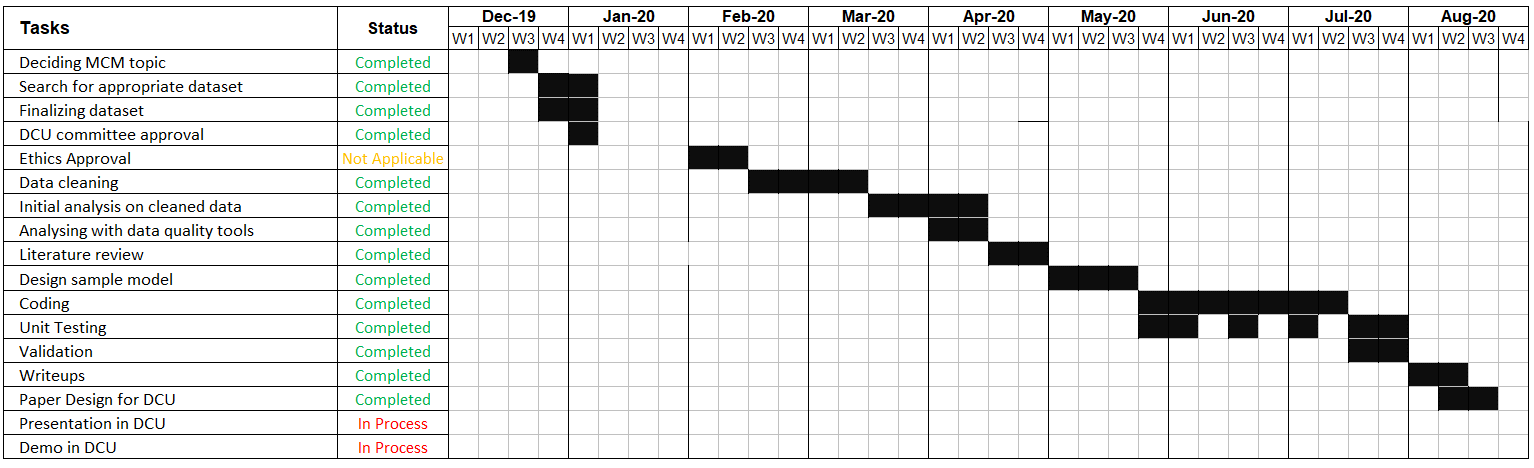 Tasks Status Dec-19 Jan-20 Feb-20 Mar-20 Apr-20 May-20 Jun-20 Jul-20 Aug-20
W1 W2 W3 W4 W1 W2 W3 W4 W1 W2 W3 W4 W1 W2 W3 W4 W1 W2 W3 W4 W1 W2 W3 W4 W1 W2 W3 W4 W1 W2 W3 W4 W1 W2 W3 W4
Deciding MCM topic Completed
Search for appropriate dataset Completed
Finalizing dataset Completed
DCU committee approval Completed
Ethics Approval Not Applicable
Data cleaning Completed
Initial analysis on cleaned data Completed
Analysing with data quality tools Completed
Literature review Completed
Design sample model Completed
Coding Completed
Unit Testing Completed
Validation Completed
Writeups Completed
Paper Design for DCU Completed
Presentation in DCU In Process
Demo in DCU In Process